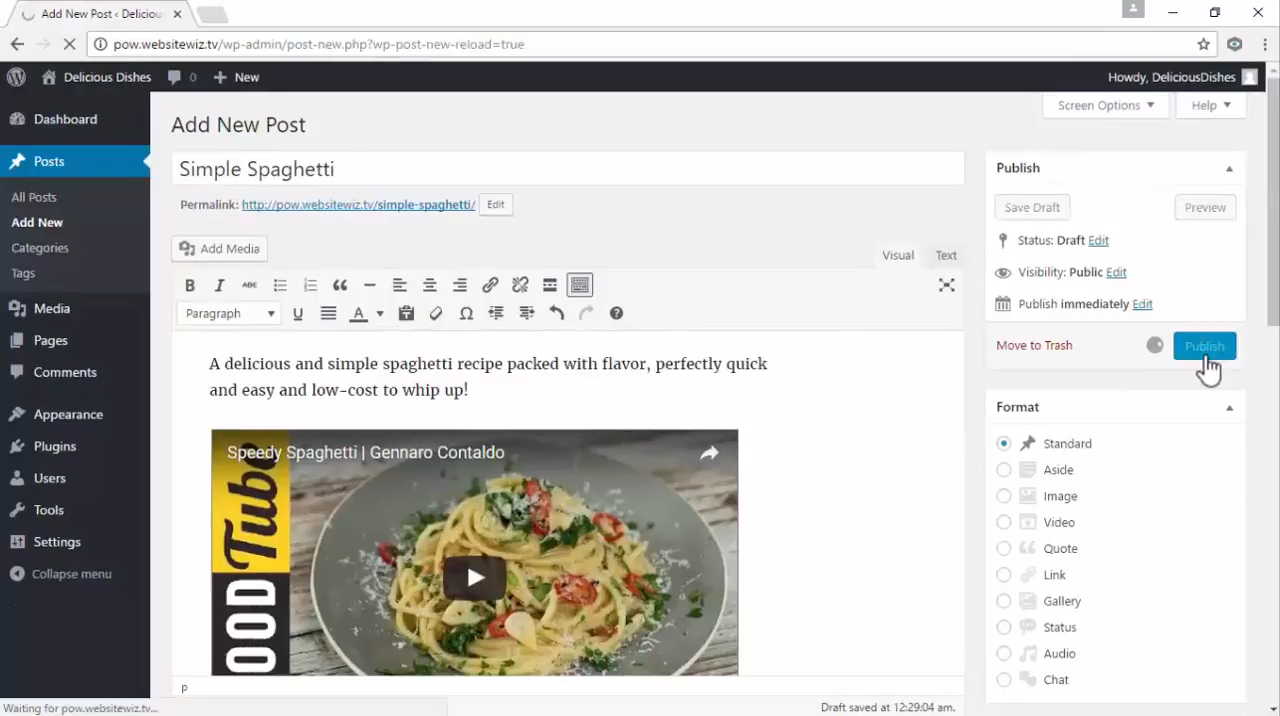 Add New Post ‹ Deliciou
pow.websitewiz.tv/wp-admin/post-new.php?wp-post-new-reload=true
Delicious Dishes
0
New
Howdy, DeliciousDishes
Dashboard
Posts
All Posts
Add New
Categories
Tags
Media
Pages
Comments
Appearance
Plugins
Users
Tools
Settings
Collapse menu
Screen Options
Help
Add New Post
Simple Spaghetti
Permalink: http://pow.websitewiz.tv/simple-spaghetti/ Edit
Add Media
Visual Text
B I ABC
Paragraph U A Ω
A delicious and simple spaghetti recipe packed with flavor, perfectly quick
and easy and low-cost to whip up!
Speedy Spaghetti | Gennaro Contaldo
OOD
Tube
p
Draft saved at 12:29:04 am.
Publish
Save Draft
Preview
Status: Draft Edit
Visibility: Public Edit
Publish immediately Edit
Move to Trash
Publish
Format
Standard
Aside
Image
Video
Quote
Link
Gallery
Status
Audio
Chat
Waiting for pow.websitewiz.tv...